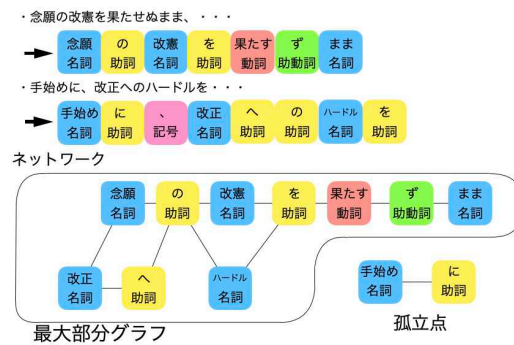 ・念願の改憲を果たせぬまま、・・・
念願 の 改憲 を 果たす ず まま
名詞 助詞 名詞 助詞 動詞 助動詞 名詞
・手始めに、改正へのハードルを・・・
手始め に 、 改正 へ の ハードル を
名詞 助詞 記号 名詞 助詞 助詞 名詞 助詞
ネットワーク
念願 の 改憲 を 果たす ず まま
名詞 助詞 名詞 助詞 動詞 助動詞 名詞
改正 へ ハードル
名詞 助詞 名詞
手始め に
名詞 助詞
最大部分グラフ
孤立点